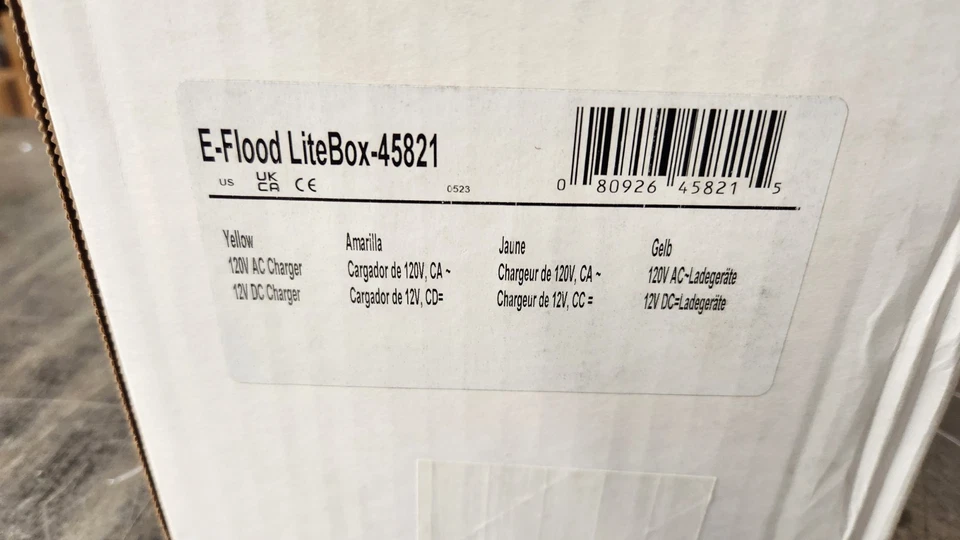 E-Flood LiteBox-45821
US UK CA CE 0523
0 80926 45821 5
Yellow
120V AC Charger
12V DC Charger
Amarilla
Cargador de 120V, CA ~
Cargador de 12V, CD=
Jaune
Chargeur de 120V, CA ~
Chargeur de 12V, CC =
Gelb
120V AC~Ladegeräte
12V DC=Ladegeräte